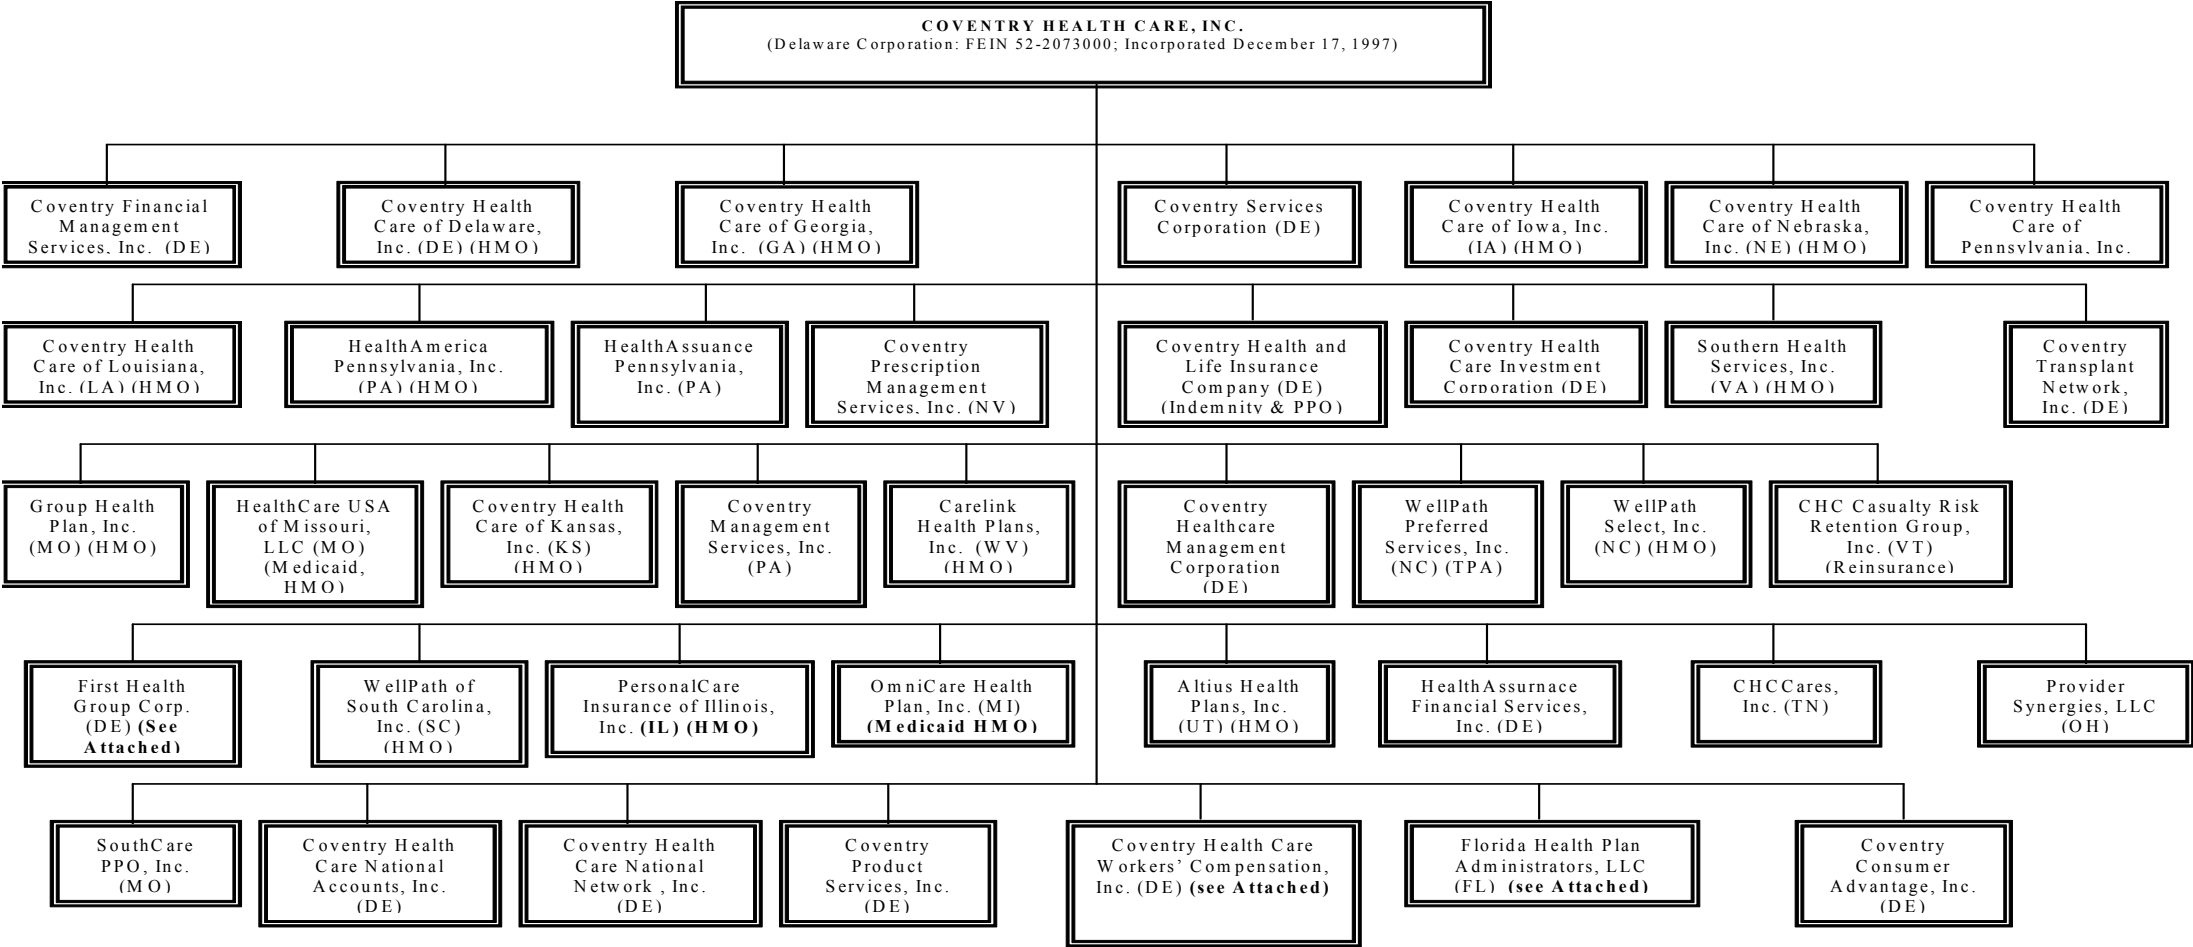 COVENTRY HEALTH CARE, INC.
(Delaware Corporation: FEIN 52-2073000; Incorporated December 17, 1997)
Coventry Financial
Management
Services, Inc. (DE)
Coventry Health
Care of Delaware,
Inc. (DE) (HMO)
Coventry Health
Care of Georgia,
Inc. (GA) (HMO)
Coventry Services
Corporation (DE)
Coventry Health
Care of Iowa, Inc.
(IA) (HMO)
Coventry Health
Care of Nebraska,
Inc. (NE) (HMO)
Coventry Health
Care of
Pennsylvania, Inc.
Coventry Health
Care of Louisiana,
Inc. (LA) (HMO)
HealthAmerica
Pennsylvania, Inc.
(PA) (HMO)
HealthAssuance
Pennsylvania,
Inc. (PA)
Coventry
Prescription
Management
Services, Inc. (NV)
Coventry Health and
Life Insurance
Company (DE)
(Indemnity & PPO)
Coventry Health
Care Investment
Corporation (DE)
Southern Health
Services, Inc.
(VA) (HMO)
Coventry
Transplant
Network,
Inc. (DE)
Group Health
Plan, Inc.
(MO) (HMO)
HealthCare USA
of Missouri,
LLC (MO)
(Medicaid,
HMO)
Coventry Health
Care of Kansas,
Inc. (KS)
(HMO)
Coventry
Management
Services, Inc.
(PA)
Carelink
Health Plans,
Inc. (WV)
(HMO)
Coventry
Healthcare
Management
Corporation
(DE)
WellPath
Preferred
Services, Inc.
(NC) (TPA)
WellPath
Select, Inc.
(NC) (HMO)
CHC Casualty Risk
Retention Group,
Inc. (VT)
(Reinsurance)
First Health
Group Corp.
(DE) (See
Attached)
WellPath of
South Carolina,
Inc. (SC)
(HMO)
PersonalCare
Insurance of Illinois,
Inc. (IL) (HMO)
OmniCare Health
Plan, Inc. (MI)
(Medicaid HMO)
Altius Health
Plans, Inc.
(UT) (HMO)
HealthAssurnace
Financial Services,
Inc. (DE)
CHCCares,
Inc. (TN)
Provider
Synergies, LLC
(OH)
SouthCare
PPO, Inc.
(MO)
Coventry Health
Care National
Accounts, Inc.
(DE)
Coventry Health
Care National
Network , Inc.
(DE)
Coventry
Product
Services, Inc.
(DE)
Coventry Health Care
Workers’ Compensation,
Inc. (DE) (see Attached)
Florida Health Plan
Administrators, LLC
(FL) (see Attached)
Coventry
Consumer
Advantage, Inc.
(DE)